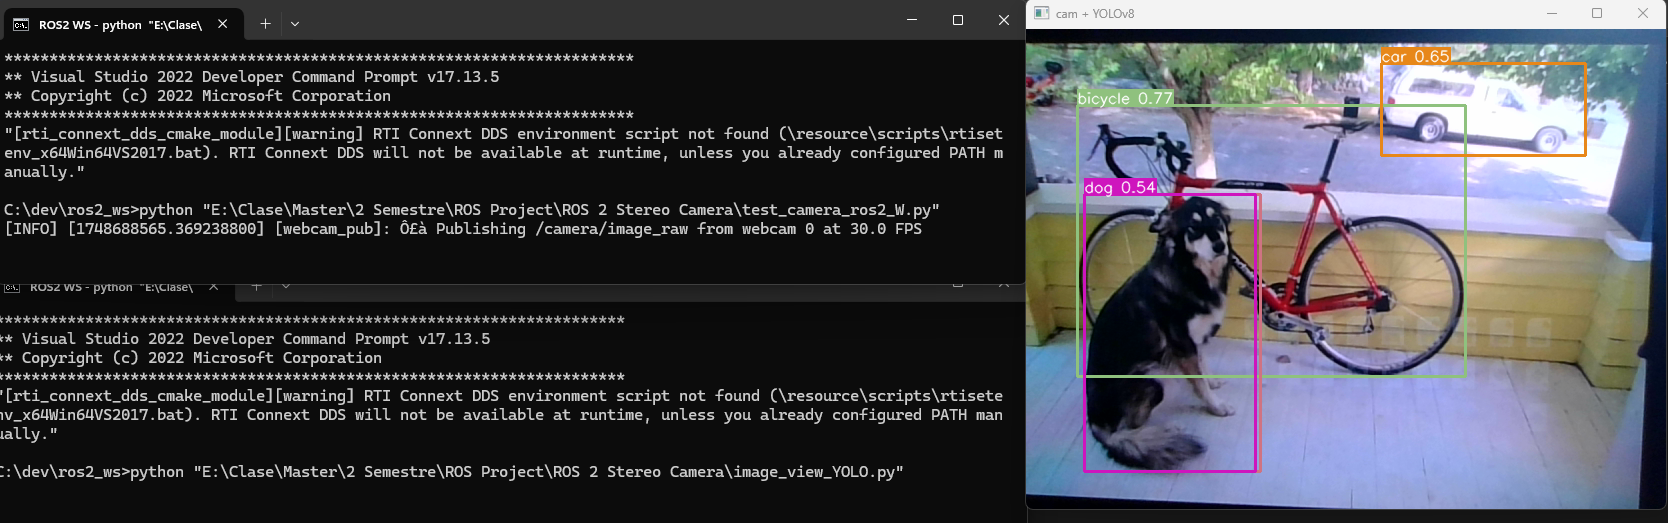 ROS2 WS - python "E:\Clase\
******************************************************************
** Visual Studio 2022 Developer Command Prompt v17.13.5
** Copyright (c) 2022 Microsoft Corporation
******************************************************************
"[rti_connext_dds_cmake_module][warning] RTI Connext DDS environment script not found (\resource\scripts\rtiset
env_x64Win64VS2017.bat). RTI Connext DDS will not be available at runtime, unless you already configured PATH m
anually."
C:\dev\ros2_ws>python "E:\Clase\Master\2 Semestre\ROS Project\ROS 2 Stereo Camera\test_camera_ros2_W.py"
[INFO] [1748688565.369238800] [webcam_pub]: Ô£à Publishing /camera/image_raw from webcam 0 at 30.0 FPS
ROS2 WS - python "E:\Clase\
******************************************************************
** Visual Studio 2022 Developer Command Prompt v17.13.5
** Copyright (c) 2022 Microsoft Corporation
******************************************************************
"[rti_connext_dds_cmake_module][warning] RTI Connext DDS environment script not found (\resource\scripts\rtisete
nv_x64Win64VS2017.bat). RTI Connext DDS will not be available at runtime, unless you already configured PATH man
ually."
C:\dev\ros2_ws>python "E:\Clase\Master\2 Semestre\ROS Project\ROS 2 Stereo Camera\image_view_YOLO.py"
cam + YOLOv8
car 0.65
bicycle 0.77
dog 0.54